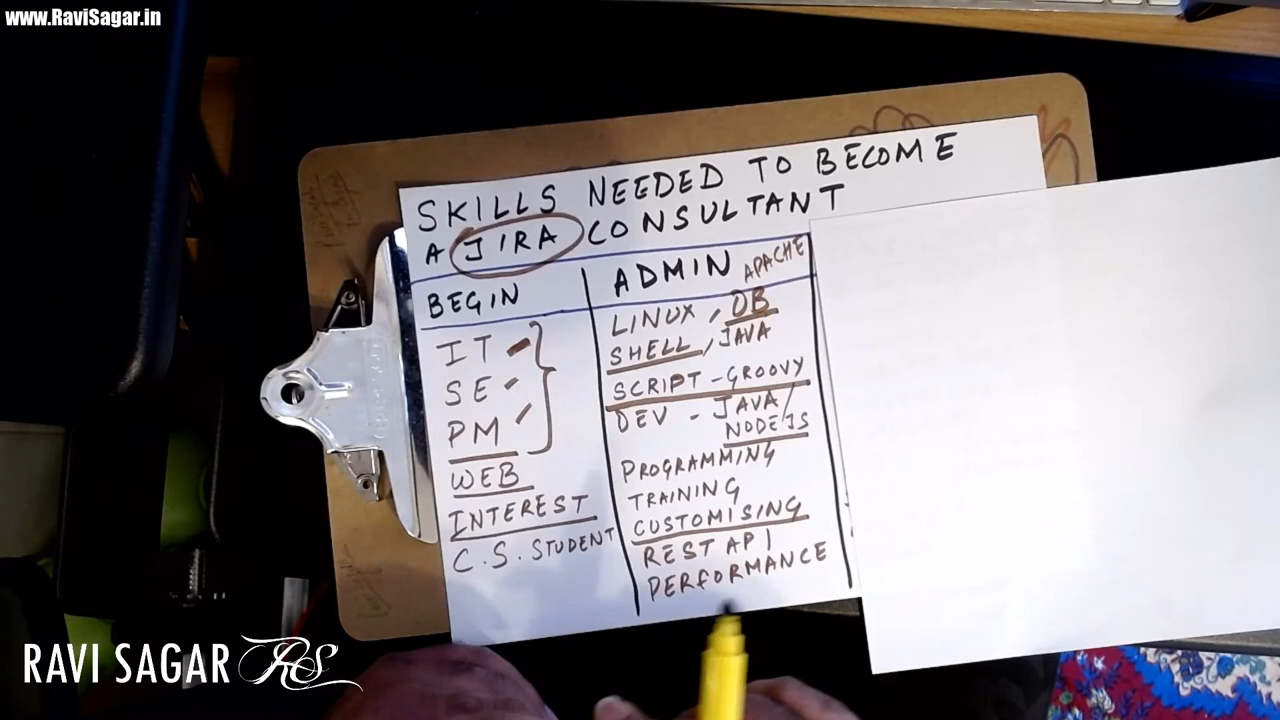 www.RaviSagar.in
SKILLS NEEDED TO BECOME
A JIRA CONSULTANT
BEGIN
IT
SE
PM
WEB
INTEREST
C.S. STUDENT
ADMIN APACHE
LINUX, DB
SHELL, JAVA
SCRIPT - GROOVY
DEV - JAVA/
NODEJS
PROGRAMMING
TRAINING
CUSTOMISING
REST API
PERFORMANCE
RAVI SAGAR RS